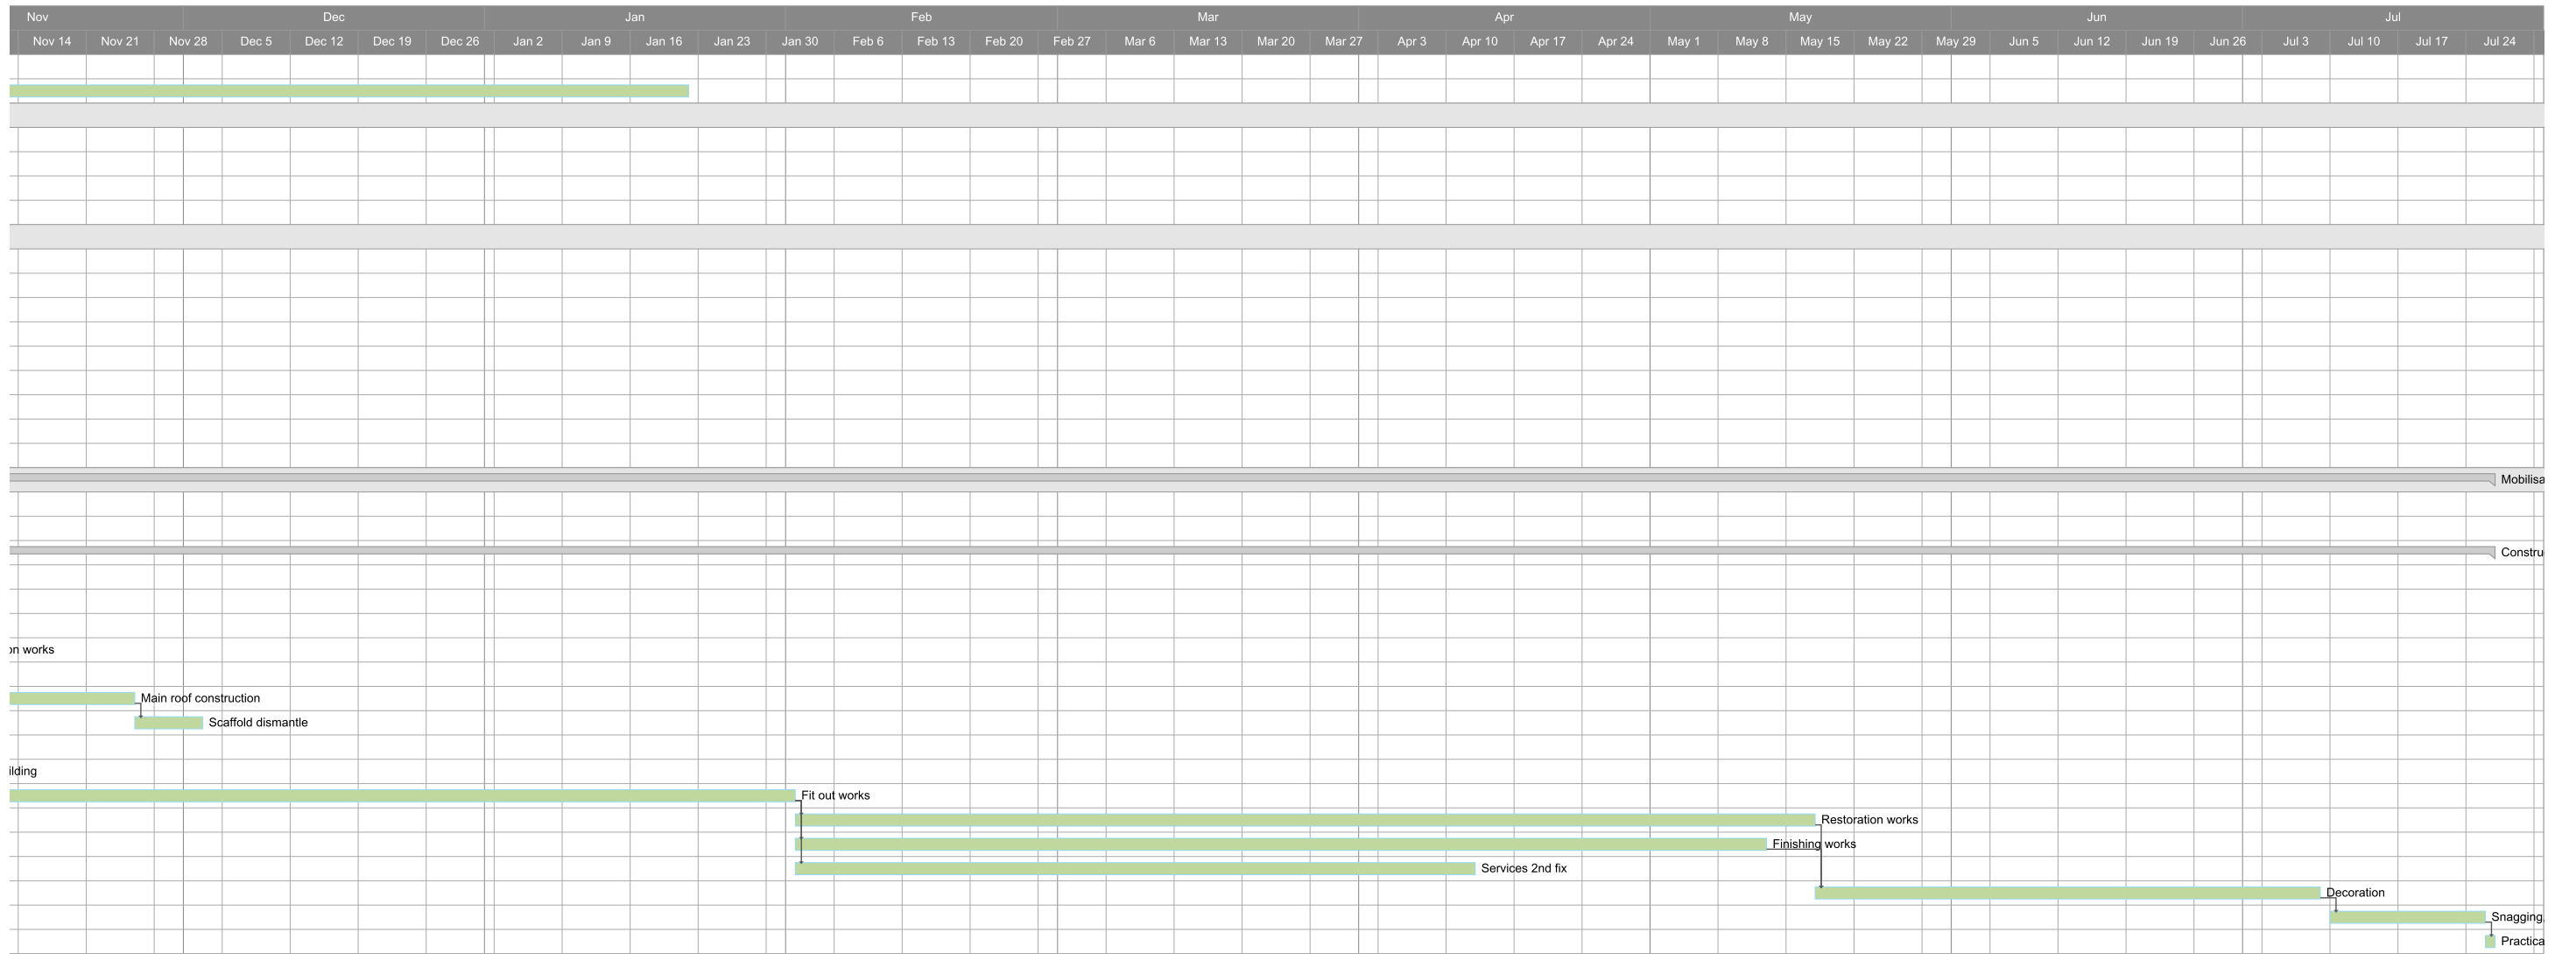 Nov Dec Jan Feb Mar Apr May Jun Jul
Nov 14 Nov 21 Nov 28 Dec 5 Dec 12 Dec 19 Dec 26 Jan 2 Jan 9 Jan 16 Jan 23 Jan 30 Feb 6 Feb 13 Feb 20 Feb 27 Mar 6 Mar 13 Mar 20 Mar 27 Apr 3 Apr 10 Apr 17 Apr 24 May 1 May 8 May 15 May 22 May 29 Jun 5 Jun 12 Jun 19 Jun 26 Jul 3 Jul 10 Jul 17 Jul 24
Mobilisa
Constru
on works
Main roof construction
Scaffold dismantle
ilding
Fit out works
Restoration works
Finishing works
Services 2nd fix
Decoration
Snagging
Practica